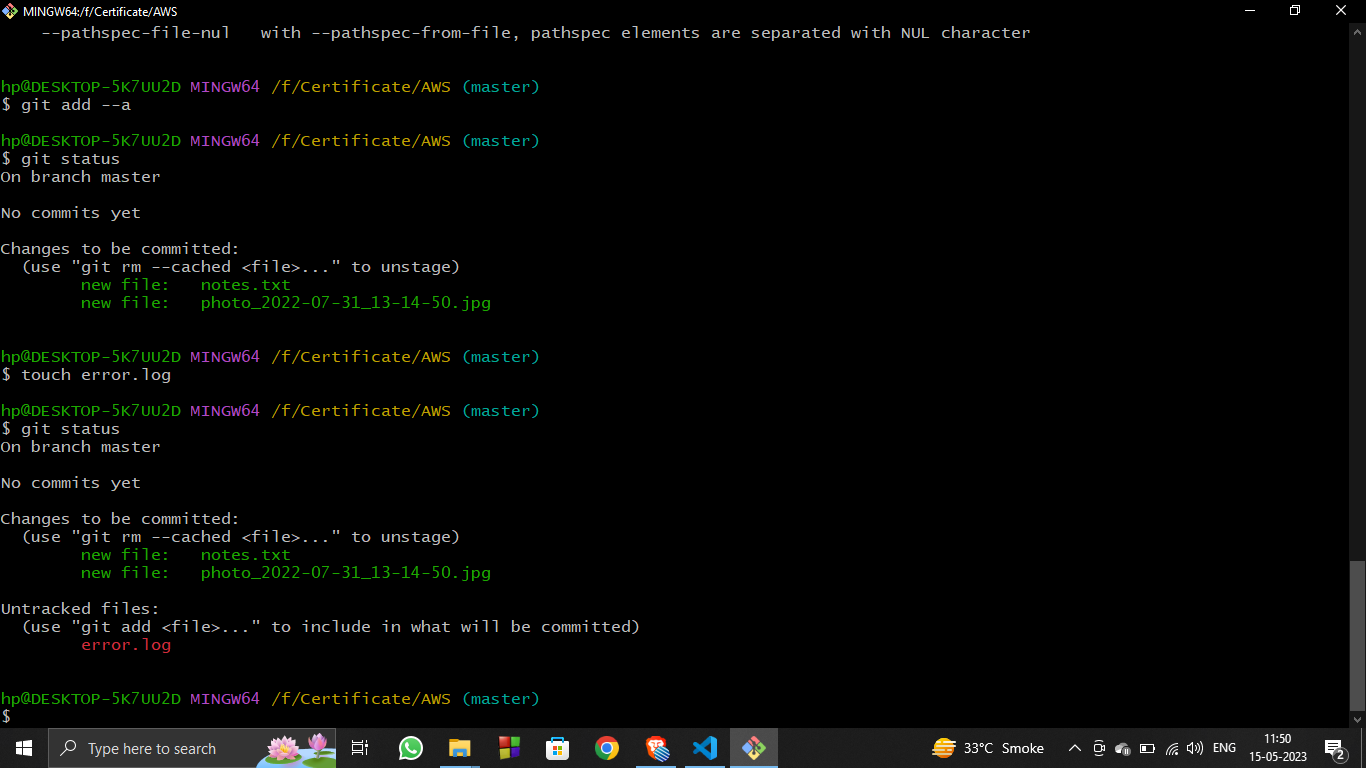 MINGW64:/f/Certificate/AWS
--pathspec-file-nul   with --pathspec-from-file, pathspec elements are separated with NUL character
hp@DESKTOP-5K7UU2D MINGW64 /f/Certificate/AWS (master)
$ git add --a
hp@DESKTOP-5K7UU2D MINGW64 /f/Certificate/AWS (master)
$ git status
On branch master
No commits yet
Changes to be committed:
  (use "git rm --cached <file>..." to unstage)
        new file:   notes.txt
        new file:   photo_2022-07-31_13-14-50.jpg
hp@DESKTOP-5K7UU2D MINGW64 /f/Certificate/AWS (master)
$ touch error.log
hp@DESKTOP-5K7UU2D MINGW64 /f/Certificate/AWS (master)
$ git status
On branch master
No commits yet
Changes to be committed:
  (use "git rm --cached <file>..." to unstage)
        new file:   notes.txt
        new file:   photo_2022-07-31_13-14-50.jpg
Untracked files:
  (use "git add <file>..." to include in what will be committed)
        error.log
hp@DESKTOP-5K7UU2D MINGW64 /f/Certificate/AWS (master)
$
Type here to search
33°C Smoke
ENG
11:50
15-05-2023
2